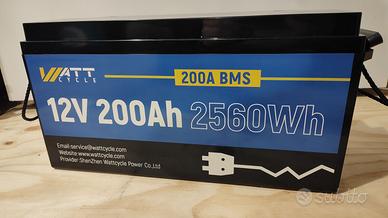 WATT
CYCLE
200A BMS
12V 200Ah 2560Wh
Email:service@wattcycle.com
Website:www.wattcycle.com
Provider:ShenZhen Wattcycle Power Co.,Ltd
subito